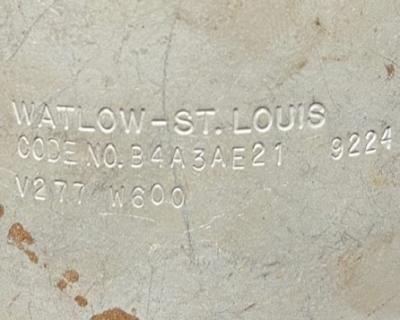 WATLOW-ST. LOUIS
CODE NO. B4A3AE21 9224
V277 W600